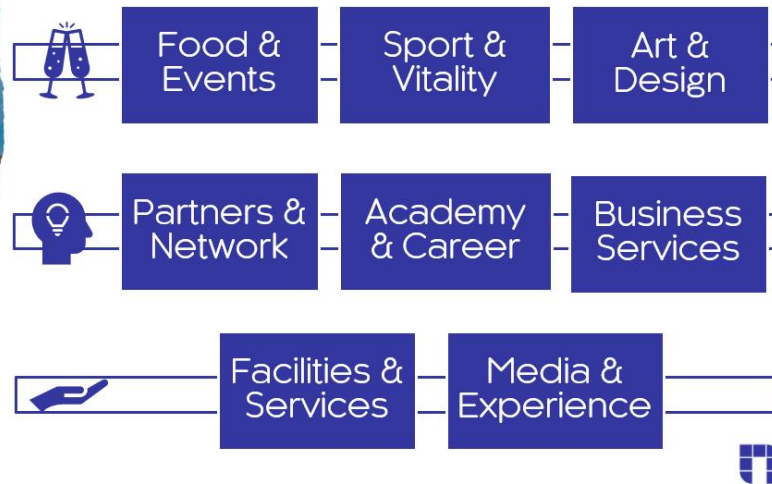 Food &
Events
Sport &
Vitality
Art &
Design
Partners &
Network
Academy
& Career
Business
Services
Facilities &
Services
Media &
Experience